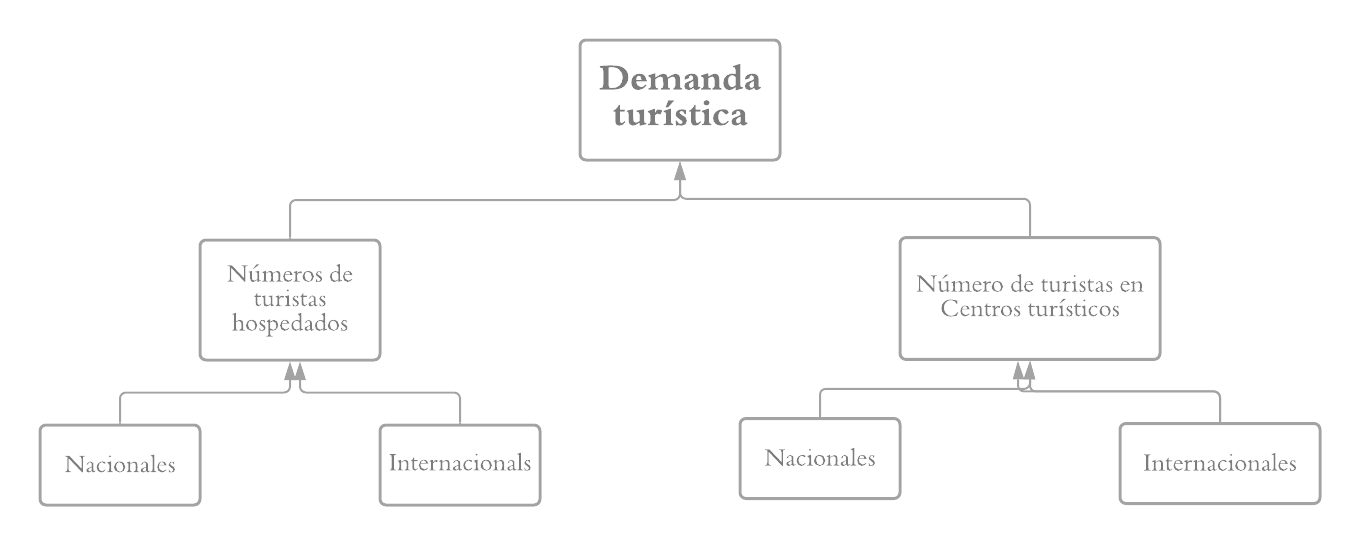 Demanda
turística
Números de
turistas
hospedados
Número de turistas en
Centros turísticos
Nacionales
Internacionals
Nacionales
Internacionales